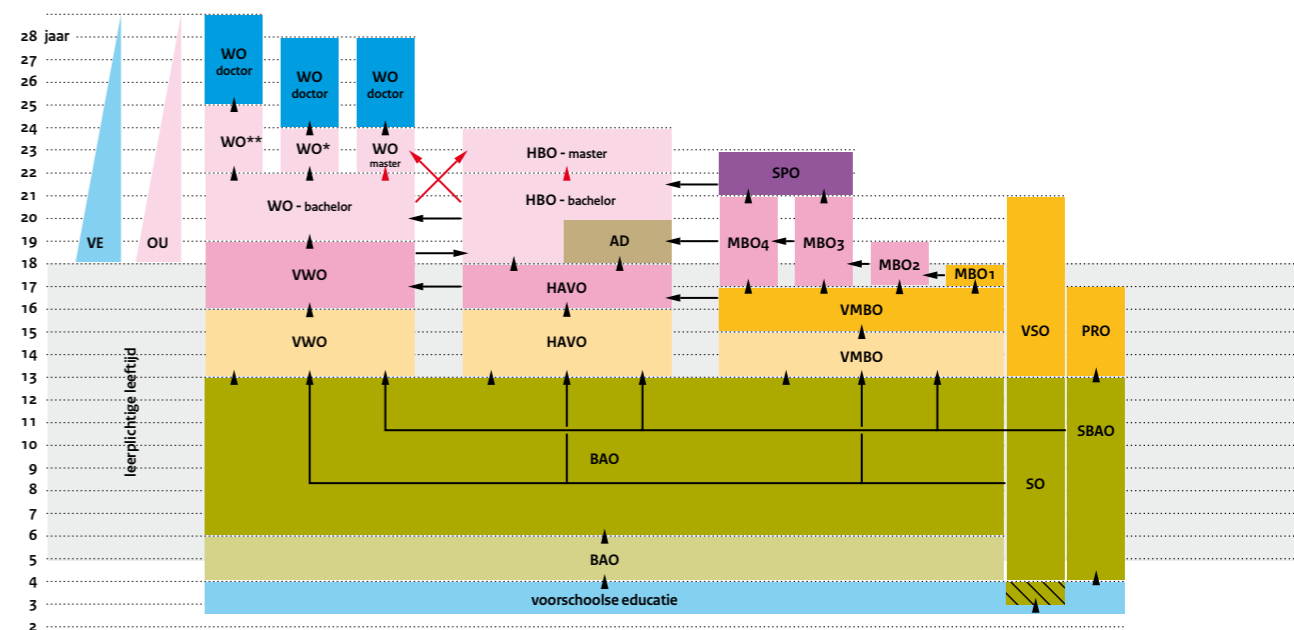 28 jaar
27
26
25
24
23
22
21
20
19
18
17
16
15
14
13
12
11
10
9
8
7
6
5
4
3
2
leerplichtige leeftijd
VE
OU
WO
doctor
WO
doctor
WO
doctor
WO**
WO*
WO
master
HBO - master
SPO
WO - bachelor
HBO - bachelor
AD
MBO4
MBO3
MBO2
MBO1
VWO
HAVO
VMBO
VWO
HAVO
VMBO
VSO
PRO
BAO
SBAO
SO
BAO
voorschoolse educatie